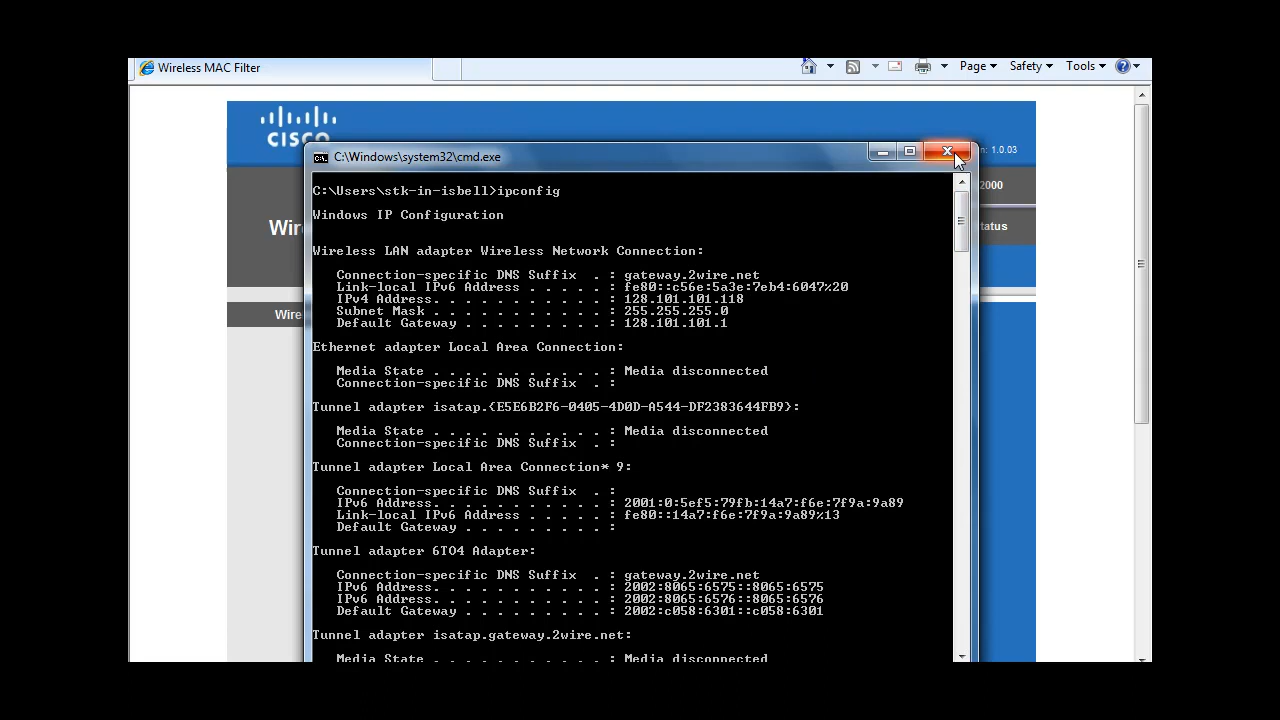 Wireless MAC Filter
Page
Safety
Tools
CISCO
C:\Windows\system32\cmd.exe
n: 1.0.03
C:\Users\stk-in-isbell>ipconfig
2000
Windows IP Configuration
Wir
tatus
Wireless LAN adapter Wireless Network Connection:
Connection-specific DNS Suffix . : gateway.2wire.net
Link-local IPv6 Address . . . . . : fe80::c56e:5a3e:7eb4:6047%20
IPv4 Address. . . . . . . . . . . : 128.101.101.118
Subnet Mask . . . . . . . . . . . : 255.255.255.0
Default Gateway . . . . . . . . . : 128.101.101.1
Wire
Ethernet adapter Local Area Connection:
Media State . . . . . . . . . . . : Media disconnected
Connection-specific DNS Suffix . :
Tunnel adapter isatap.{E5E6B2F6-0405-4D0D-A544-DF2383644FB9}:
Media State . . . . . . . . . . . : Media disconnected
Connection-specific DNS Suffix . :
Tunnel adapter Local Area Connection* 9:
Connection-specific DNS Suffix . :
IPv6 Address. . . . . . . . . . . : 2001:0:5ef5:79fb:14a7:f6e:7f9a:9a89
Link-local IPv6 Address . . . . . : fe80::14a7:f6e:7f9a:9a89%13
Default Gateway . . . . . . . . . :
Tunnel adapter 6TO4 Adapter:
Connection-specific DNS Suffix . : gateway.2wire.net
IPv6 Address. . . . . . . . . . . : 2002:8065:6575::8065:6575
IPv6 Address. . . . . . . . . . . : 2002:8065:6576::8065:6576
Default Gateway . . . . . . . . . : 2002:c058:6301::c058:6301
Tunnel adapter isatap.gateway.2wire.net:
Media State . . . . . . . . . . . : Media disconnected